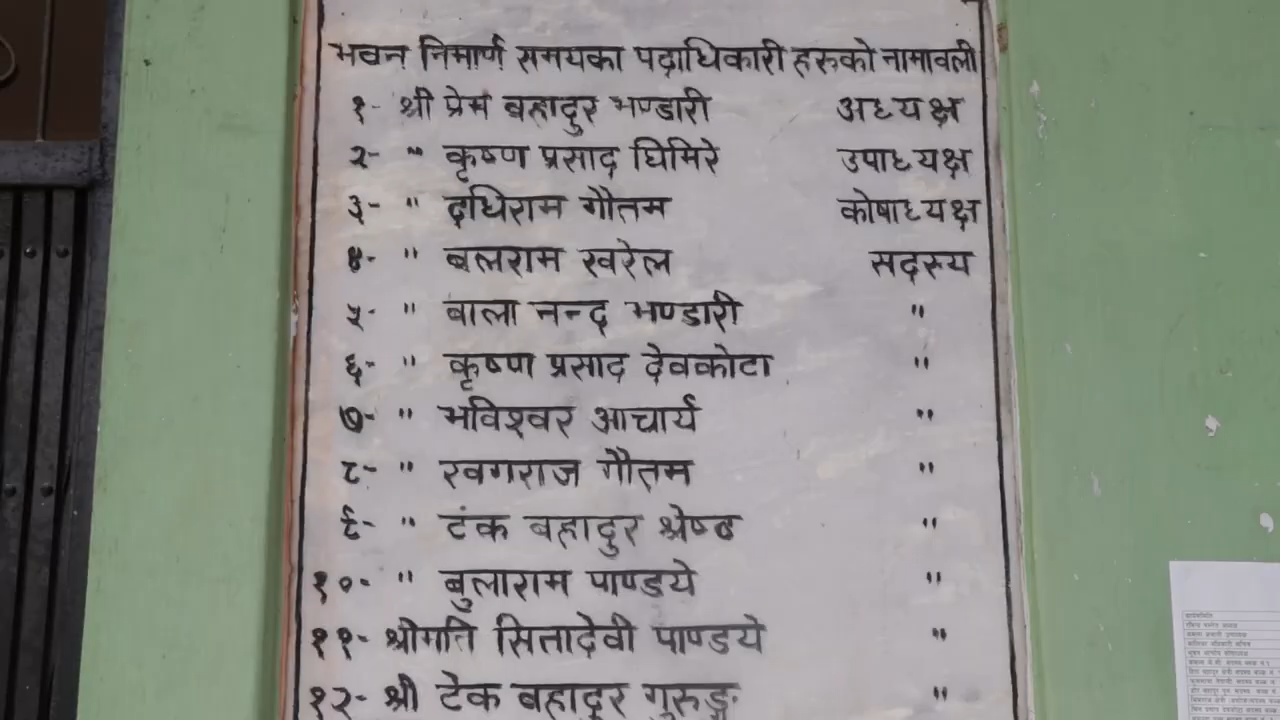 भवन निमार्ण समयका पदाधिकारी हरुको नामावली
१- श्री प्रेम बहादुर भण्डारी अध्यक्ष
२- " कृष्ण प्रसाद घिमिरे उपाध्यक्ष
३- " दधिराम गौतम कोषाध्यक्ष
४- " बलराम खरेल सदस्य
५- " वाला नन्द भण्डारी "
६- " कृष्ण प्रसाद देवकोटा "
७- " भविश्वर आचार्य "
८- " खगराज गौतम "
९- " टंक बहादुर श्रेष्ठ "
१०- " बुलाराम पाण्डये "
११- श्रीमति सितादेवी पाण्डये "
१२- श्री टेक बहादुर गुरुङ्ग "